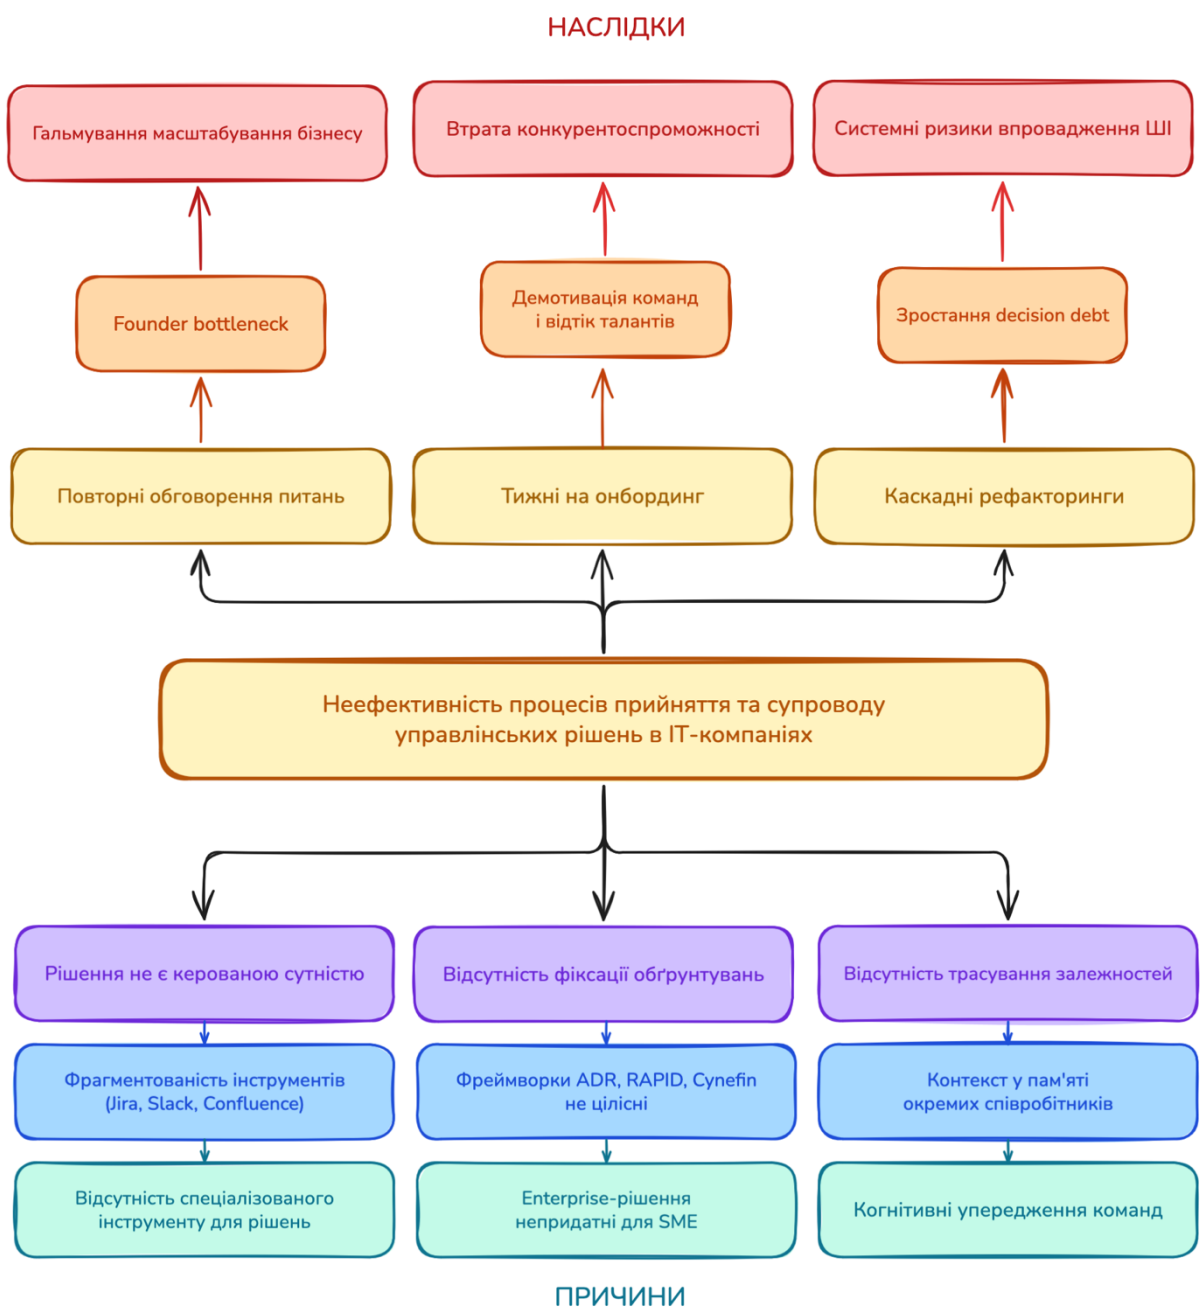 НАСЛІДКИ
Гальмування масштабування бізнесу
Втрата конкурентоспроможності
Системні ризики впровадження ШІ
Founder bottleneck
Демотивація команд
і відтік талантів
Зростання decision debt
Повторні обговорення питань
Тижні на онбординг
Каскадні рефакторинги
Неефективність процесів прийняття та супроводу
управлінських рішень в ІТ-компаніях
Рішення не є керованою сутністю
Відсутність фіксації обґрунтувань
Відсутність трасування залежностей
Фрагментованість інструментів
(Jira, Slack, Confluence)
Фреймворки ADR, RAPID, Cynefin
не цілісні
Контекст у пам'яті
окремих співробітників
Відсутність спеціалізованого
інструменту для рішень
Enterprise-рішення
непридатні для SME
Когнітивні упередження команд
ПРИЧИНИ